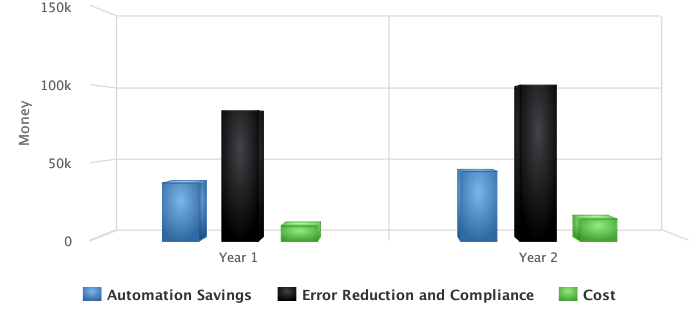 150k
100k
50k
0
Money
Year 1
Year 2
Automation Savings
Error Reduction and Compliance
Cost